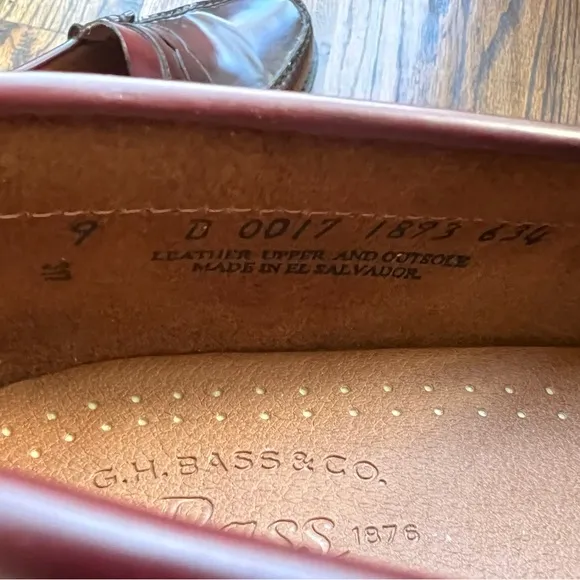 9 D 0017 1893 634
LEATHER UPPER AND OUTSOLE
MADE IN EL SALVADOR
G.H. BASS & CO.
Bass 1876